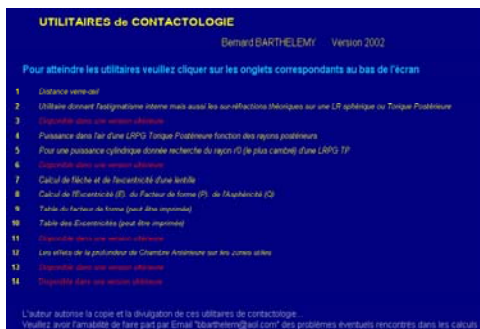 UTILITAIRES de CONTACTOLOGIE
Bernard BARTHELEMY Version 2002
Pour atteindre les utilitaires veuillez cliquer sur les onglets correspondants au bas de l'écran
1 Distance verre-œil
2 Utilitaire donnant l'astigmatisme interne mais aussi les sur-réfractions théoriques sur une LR sphérique ou Torique Postérieure
3 Disponible dans une version ultérieure
4 Puissance dans l'air d'une LRPG Torique Postérieure fonction des rayons postérieurs
5 Pour une puissance cylindrique donnée recherche du rayon r'0 (le plus cambré) d'une LRPG TP
6 Disponible dans une version ultérieure
7 Calcul de flèche et de l'excentricité d'une lentille
8 Calcul de l'Excentricité (E), du Facteur de forme (P), de l'Asphéricité (Q)
9 Table du facteur de forme (peut être imprimée)
10 Table des Excentricités (peut être imprimée)
11 Disponible dans une version ultérieure
12 Les effets de la profondeur de Chambre Antérieure sur les zones utiles
13 Disponible dans une version ultérieure
14 Disponible dans une version ultérieure
L'auteur autorise la copie et la divulgation de ces utilitaires de contactologie...
Veuillez avoir l'amabilité de faire part par Email "bbarthelem@aol.com" des problèmes éventuels rencontrés dans les calculs